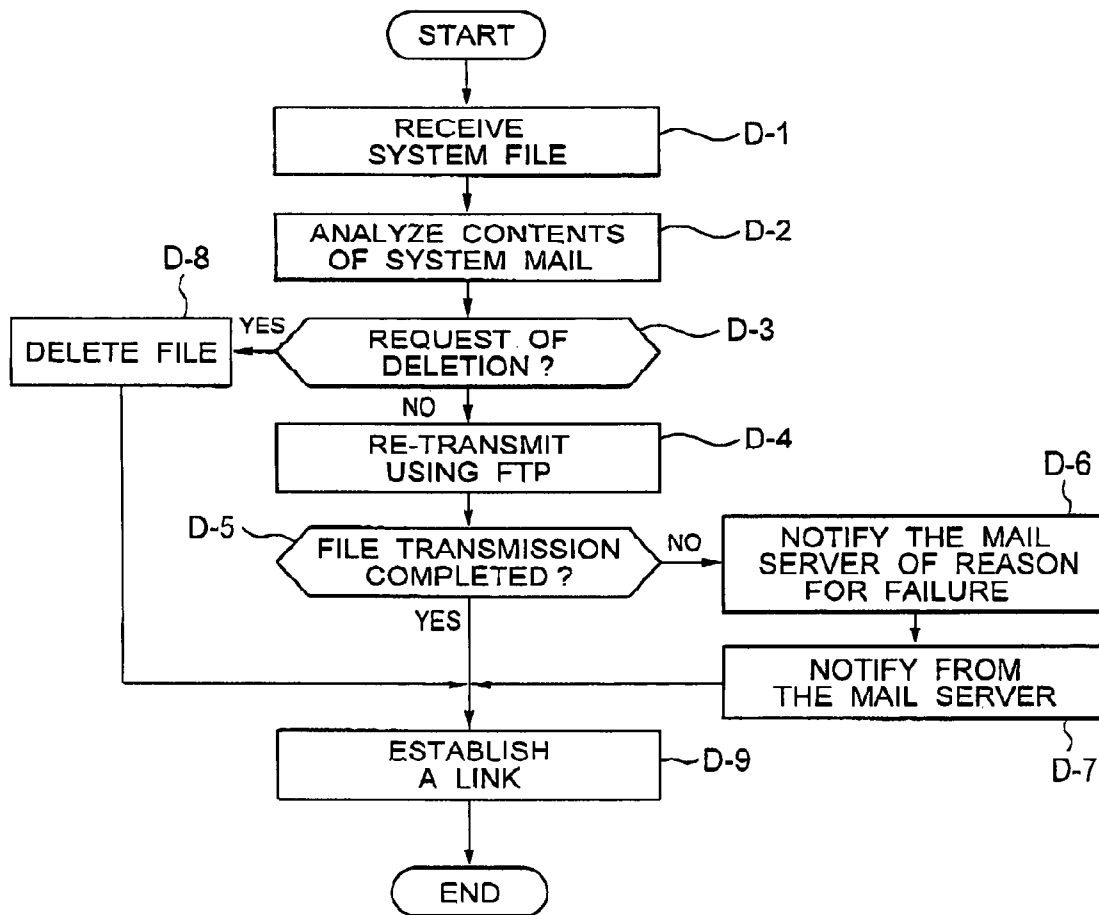 START
RECEIVE
SYSTEM FILE
D-1
ANALYZE CONTENTS
OF SYSTEM MAIL
D-2
D-8
YES
DELETE FILE
REQUEST OF
DELETION ?
D-3
NO
RE-TRANSMIT
USING FTP
D-4
D-5
FILE TRANSMISSION
COMPLETED ?
NO
D-6
NOTIFY THE MAIL
SERVER OF REASON
FOR FAILURE
YES
NOTIFY FROM
THE MAIL SERVER
D-7
ESTABLISH
A LINK
D-9
END